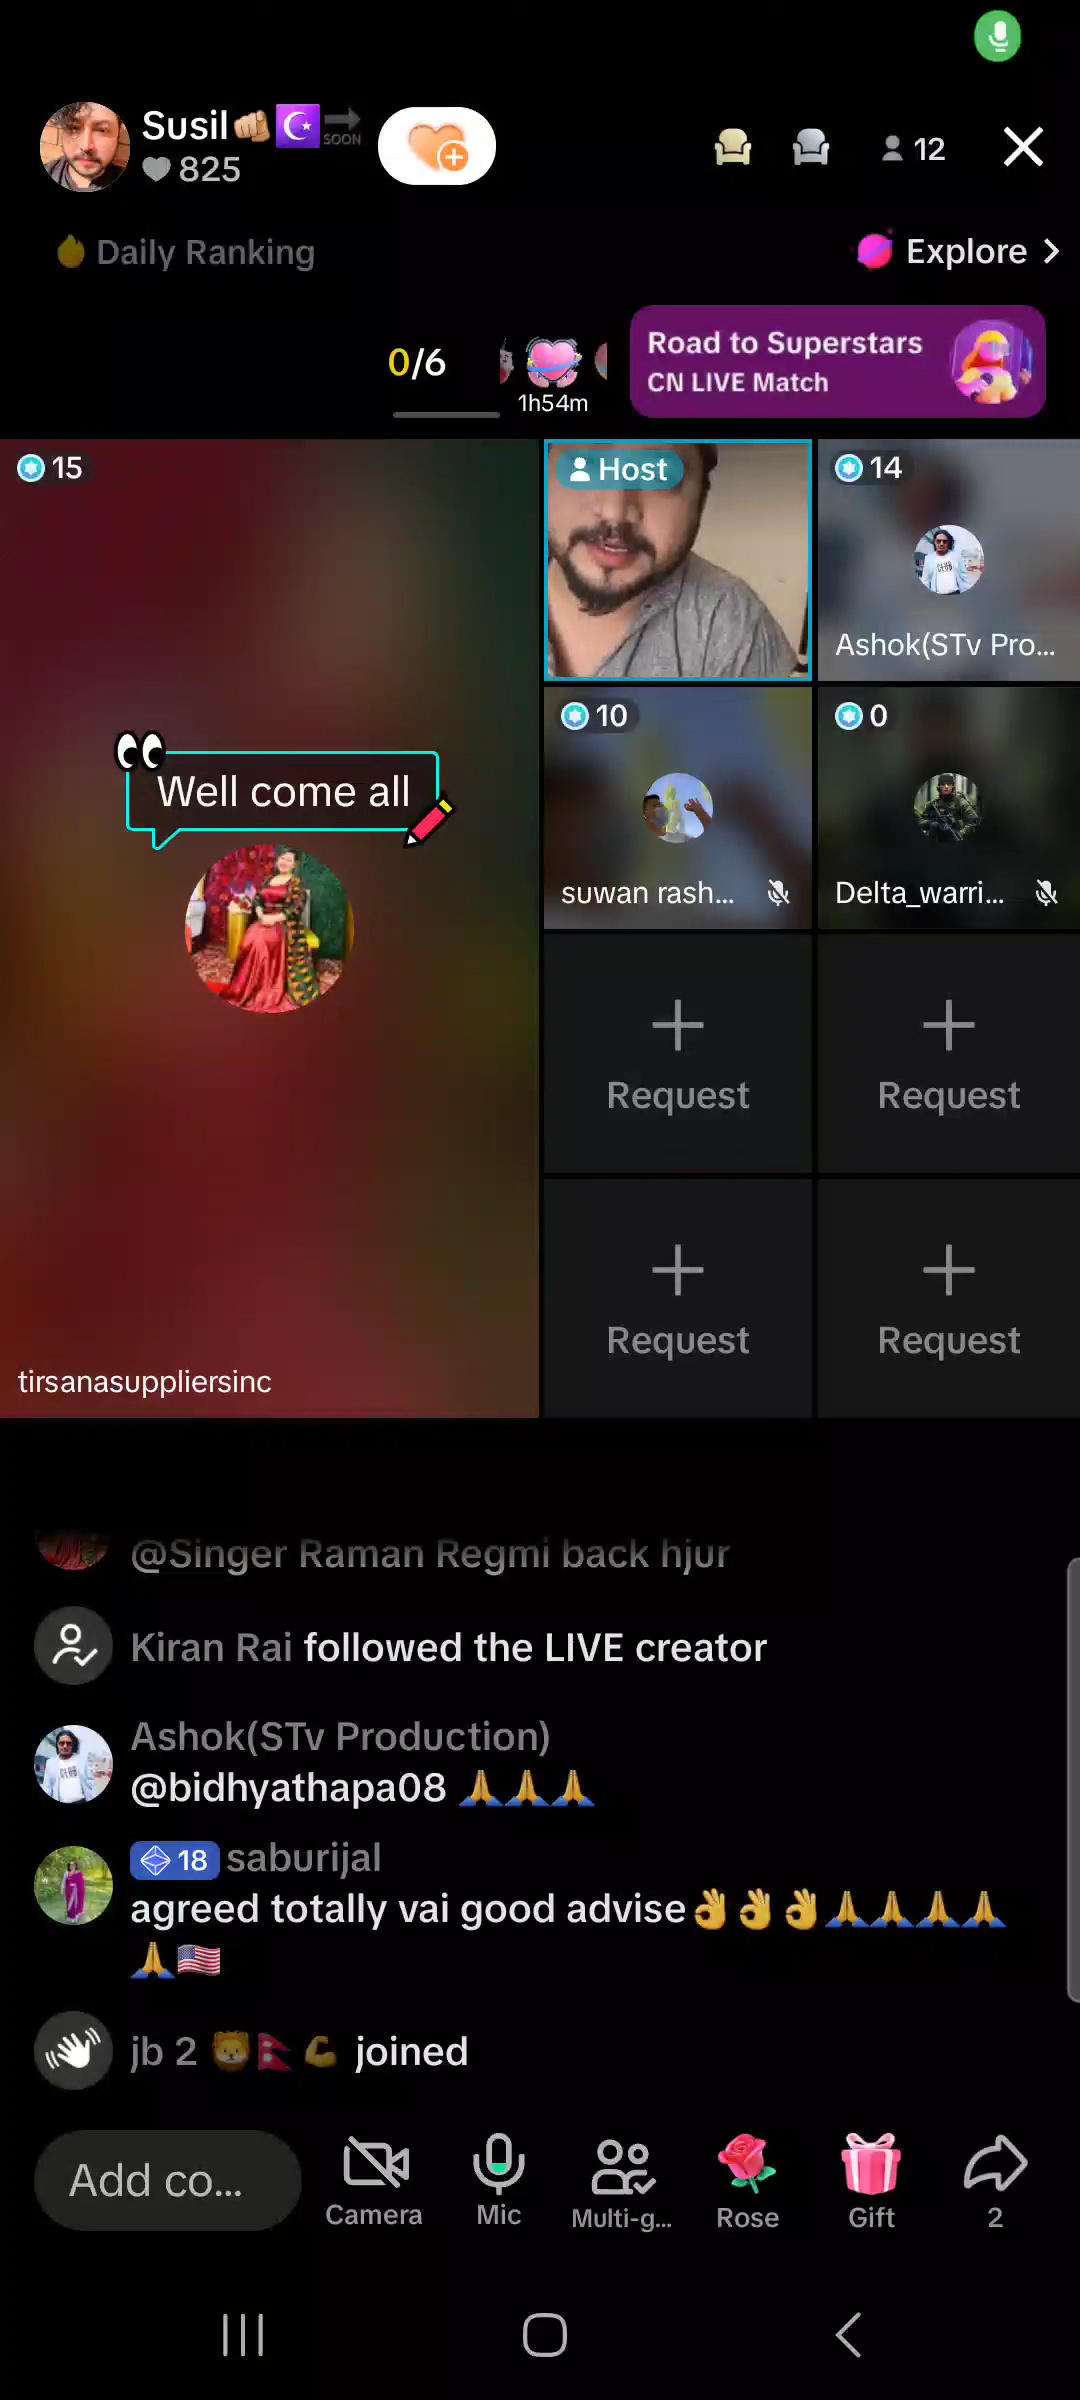 Susil
SOON
825
12
Daily Ranking
Explore
0/6
1h54m
Road to Superstars
CN LIVE Match
15
Host
14
Ashok(STv Pro...
Well come all
10
suwan rash...
0
Delta_warri...
Request
Request
Request
Request
tirsanasuppliersinc
@Singer Raman Regmi back hjur
Kiran Rai followed the LIVE creator
Ashok(STv Production)
@bidhyathapa08 🙏🙏🙏
18 saburijal
agreed totally vai good advise👌👌👌🙏🙏🙏🙏
🙏🇺🇸
jb 2 🦁🇳🇵💪 joined
Add co...
Camera
Mic
Multi-g...
Rose
Gift
2